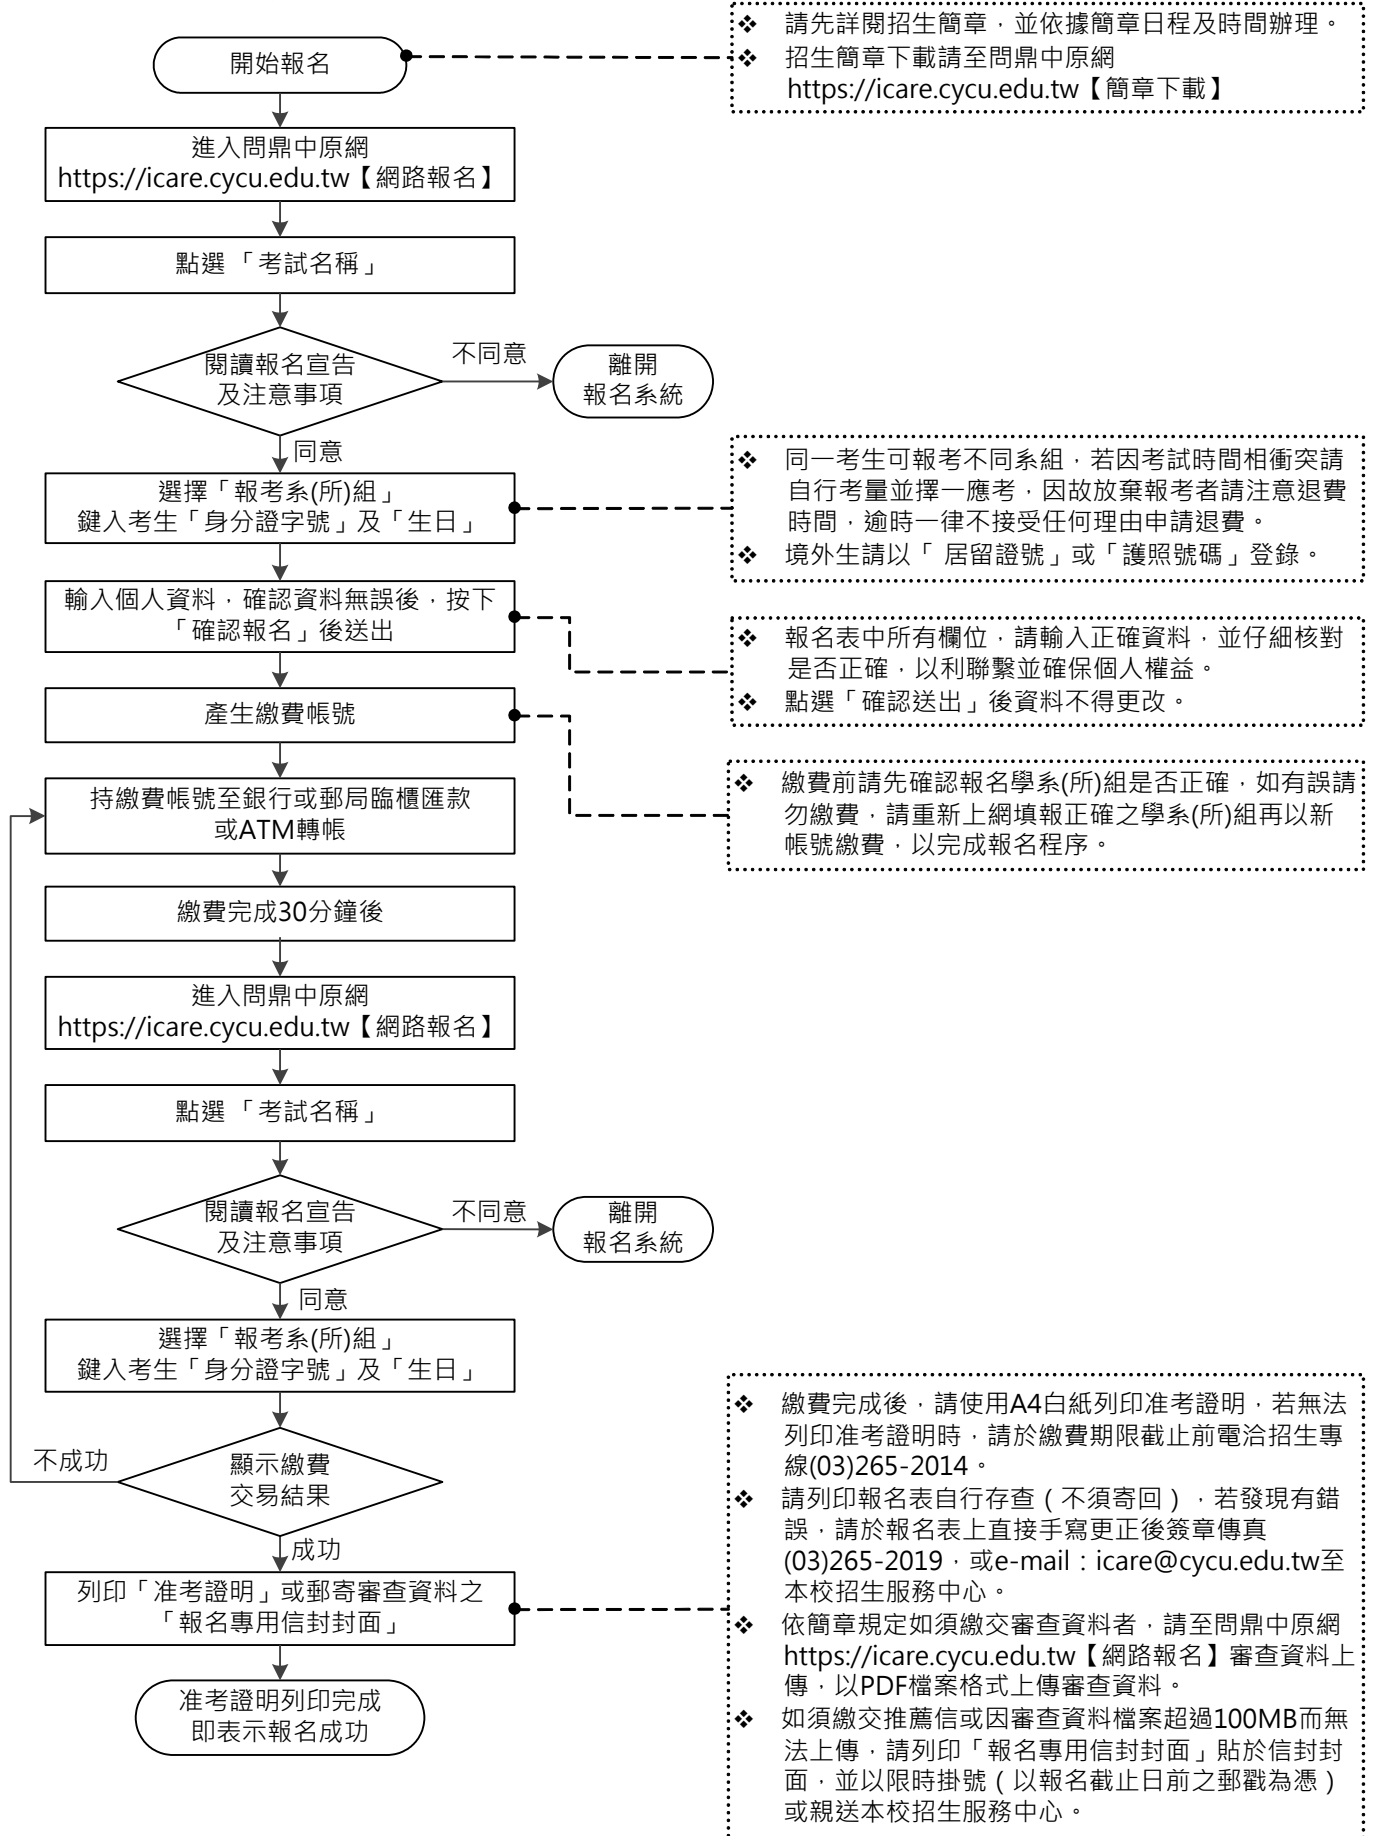 開始報名
❖ 請先詳閱招生簡章，並依據簡章日程及時間辦理。
❖ 招生簡章下載請至問鼎中原網
https://icare.cycu.edu.tw【簡章下載】
進入問鼎中原網
https://icare.cycu.edu.tw【網路報名】
點選「考試名稱」
閱讀報名宣告
及注意事項
不同意
離開
報名系統
同意
選擇「報考系(所)組」
鍵入考生「身分證字號」及「生日」
❖ 同一考生可報考不同系組，若因考試時間相衝突請
自行考量並擇一應考，因故放棄報考者請注意退費
時間，逾時一律不接受任何理由申請退費。
❖ 境外生請以「 居留證號」或「護照號碼」登錄。
輸入個人資料，確認資料無誤後，按下
「確認報名」後送出
❖ 報名表中所有欄位，請輸入正確資料，並仔細核對
是否正確，以利聯繫並確保個人權益。
❖ 點選「確認送出」後資料不得更改。
產生繳費帳號
❖ 繳費前請先確認報名學系(所)組是否正確，如有誤請
勿繳費，請重新上網填報正確之學系(所)組再以新
帳號繳費，以完成報名程序。
持繳費帳號至銀行或郵局臨櫃匯款
或ATM轉帳
繳費完成30分鐘後
進入問鼎中原網
https://icare.cycu.edu.tw【網路報名】
點選「考試名稱」
閱讀報名宣告
及注意事項
不同意
離開
報名系統
同意
選擇「報考系(所)組」
鍵入考生「身分證字號」及「生日」
不成功
顯示繳費
交易結果
成功
列印「准考證明」或郵寄審查資料之
「報名專用信封封面」
准考證明列印完成
即表示報名成功
❖ 繳費完成後，請使用A4白紙列印准考證明，若無法
列印准考證明時，請於繳費期限截止前電洽招生專
線(03)265-2014。
❖ 請列印報名表自行存查（不須寄回），若發現有錯
誤，請於報名表上直接手寫更正後簽章傳真
(03)265-2019，或e-mail：icare@cycu.edu.tw至
本校招生服務中心。
❖ 依簡章規定如須繳交審查資料者，請至問鼎中原網
https://icare.cycu.edu.tw【網路報名】審查資料上
傳，以PDF檔案格式上傳審查資料。
❖ 如須繳交推薦信或因審查資料檔案超過100MB而無
法上傳，請列印「報名專用信封封面」貼於信封封
面，並以限時掛號（以報名截止日前之郵戳為憑）
或親送本校招生服務中心。